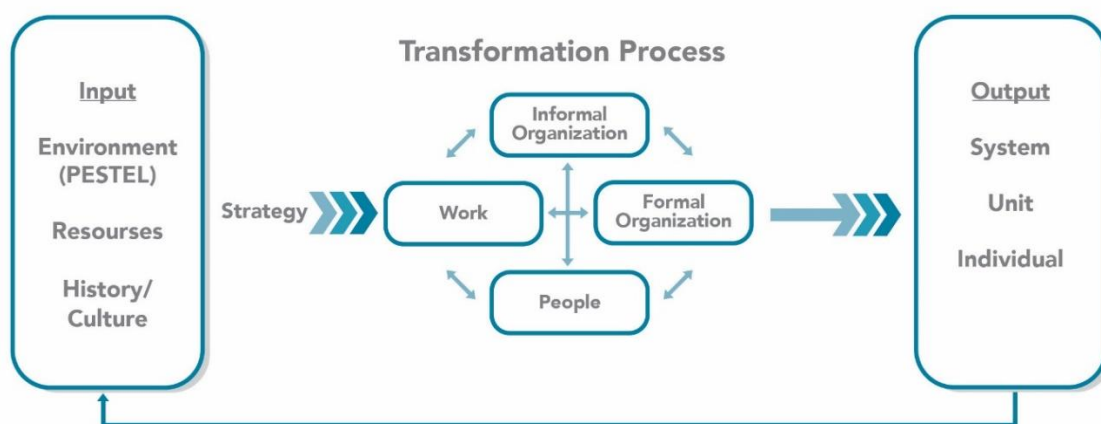 Transformation Process
Input
Environment
(PESTEL)
Resourses
History/
Culture
Strategy
Informal
Organization
Work
Formal
Organization
People
Output
System
Unit
Individual